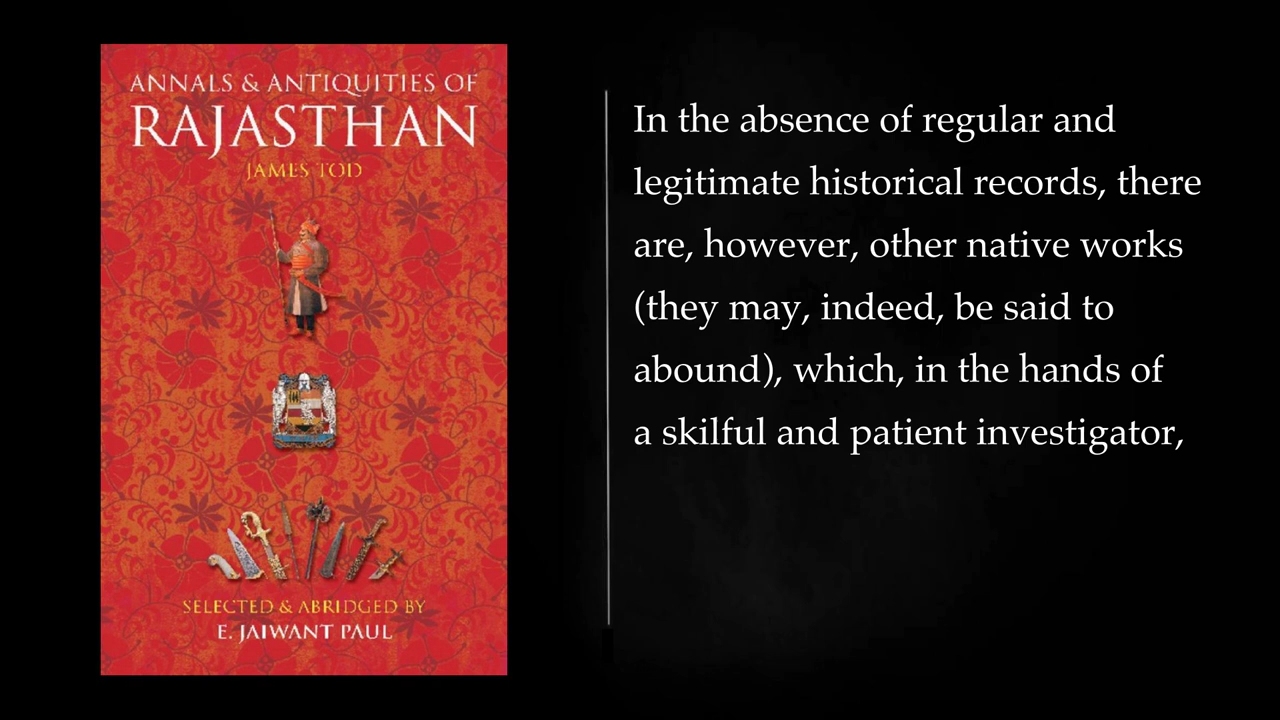 ANNALS & ANTIQUITIES OF
RAJASTHAN
JAMES TOD
SELECTED & ABRIDGED BY
E. JAIWANT PAUL
In the absence of regular and
legitimate historical records, there
are, however, other native works
(they may, indeed, be said to
abound), which, in the hands of
a skilful and patient investigator,